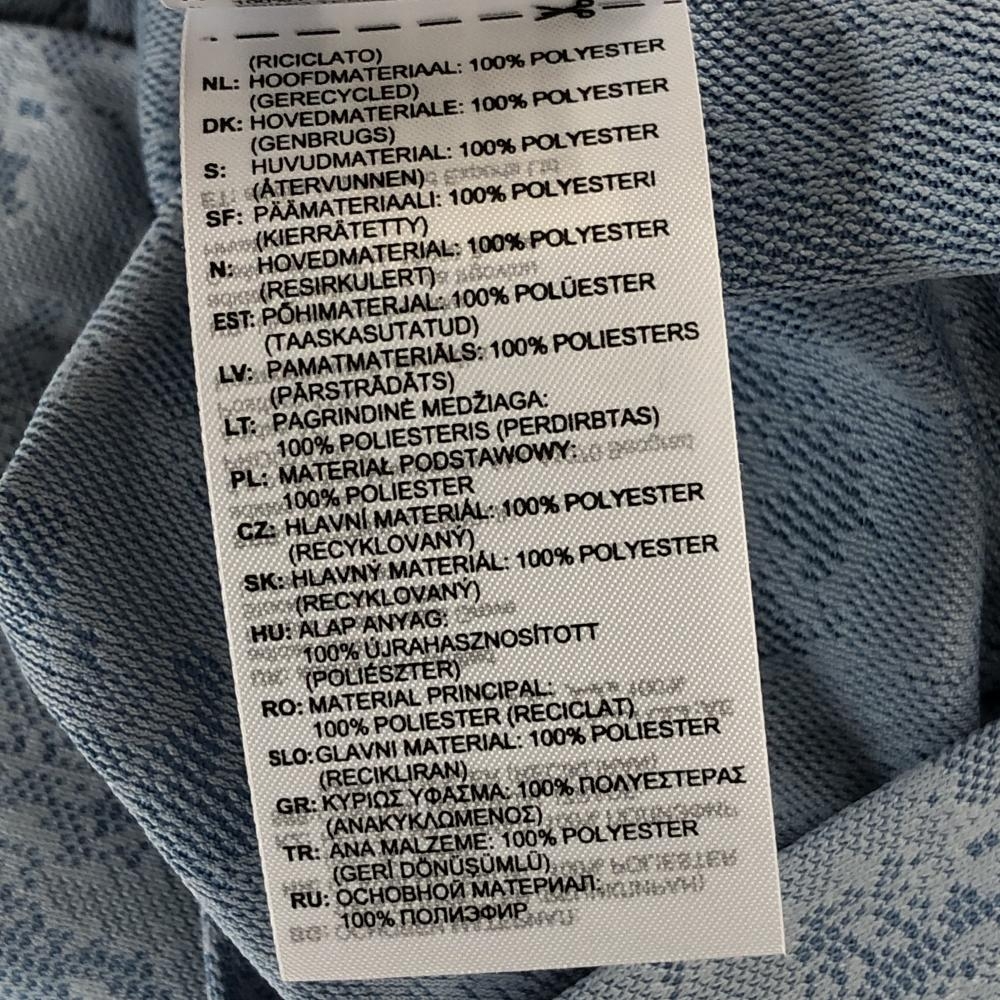 (RICICLATO)
NL: HOOFDMATERIAAL: 100% POLYESTER
(GERECYCLED)
DK: HOVEDMATERIALE: 100% POLYESTER
(GENBRUGS)
S: HUVUDMATERIAL: 100% POLYESTER
(ÅTERVUNNEN)
SF: PÄÄMATERIAALI: 100% POLYESTERI
(KIERRÄTETTY)
N: HOVEDMATERIAL: 100% POLYESTER
(RESIRKULERT)
EST: PÕHIMATERJAL: 100% POLÜESTER
(TAASKASUTATUD)
LV: PAMATMATERIĀLS: 100% POLIESTERS
(PĀRSTRĀDĀTS)
LT: PAGRINDINĖ MEDŽIAGA:
100% POLIESTERIS (PERDIRBTAS)
PL: MATERIAŁ PODSTAWOWY:
100% POLIESTER
CZ: HLAVNÍ MATERIÁL: 100% POLYESTER
(RECYKLOVANÝ)
SK: HLAVNÝ MATERIÁL: 100% POLYESTER
(RECYKLOVANÝ)
HU: ALAP ANYAG:
100% ÚJRAHASZNOSÍTOTT
(POLIÉSZTER)
RO: MATERIAL PRINCIPAL:
100% POLIESTER (RECICLAT)
SLO: GLAVNI MATERIAL: 100% POLIESTER
(RECIKLIRAN)
GR: ΚΥΡΙΩΣ ΥΦΑΣΜΑ: 100% ΠΟΛΥΕΣΤΕΡΑΣ
(ΑΝΑΚΥΚΛΩΜΕΝΟΣ)
TR: ANA MALZEME: 100% POLYESTER
(GERİ DÖNÜŞÜMLÜ)
RU: ОСНОВНОЙ МАТЕРИАЛ:
100% ПОЛИЭФИР